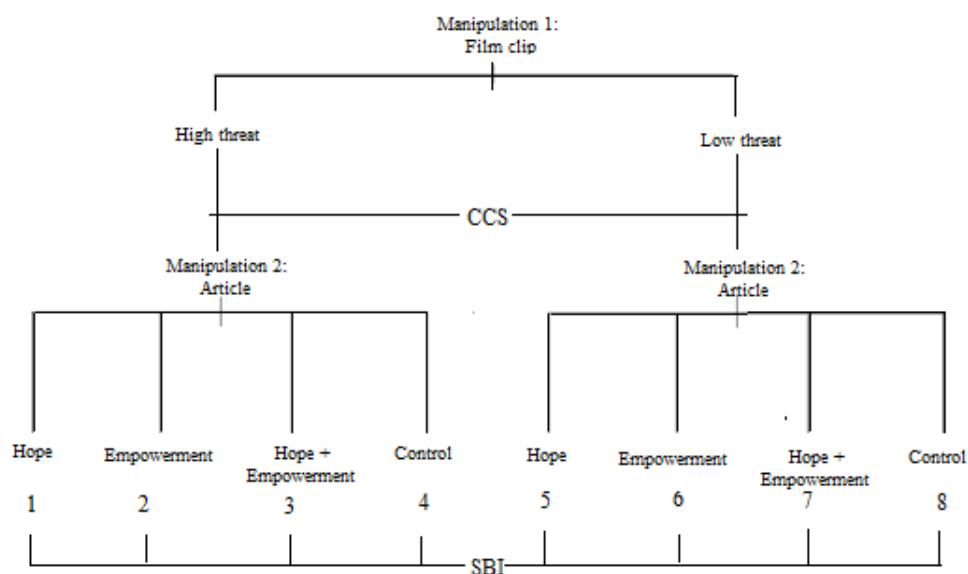 Manipulation 1:
Film clip
High threat
Low threat
CCS
Manipulation 2:
Article
Manipulation 2:
Article
Hope
Empowerment
Hope +
Empowerment
Control
Hope
Empowerment
Hope +
Empowerment
Control
1 2 3 4 5 6 7 8
SBI